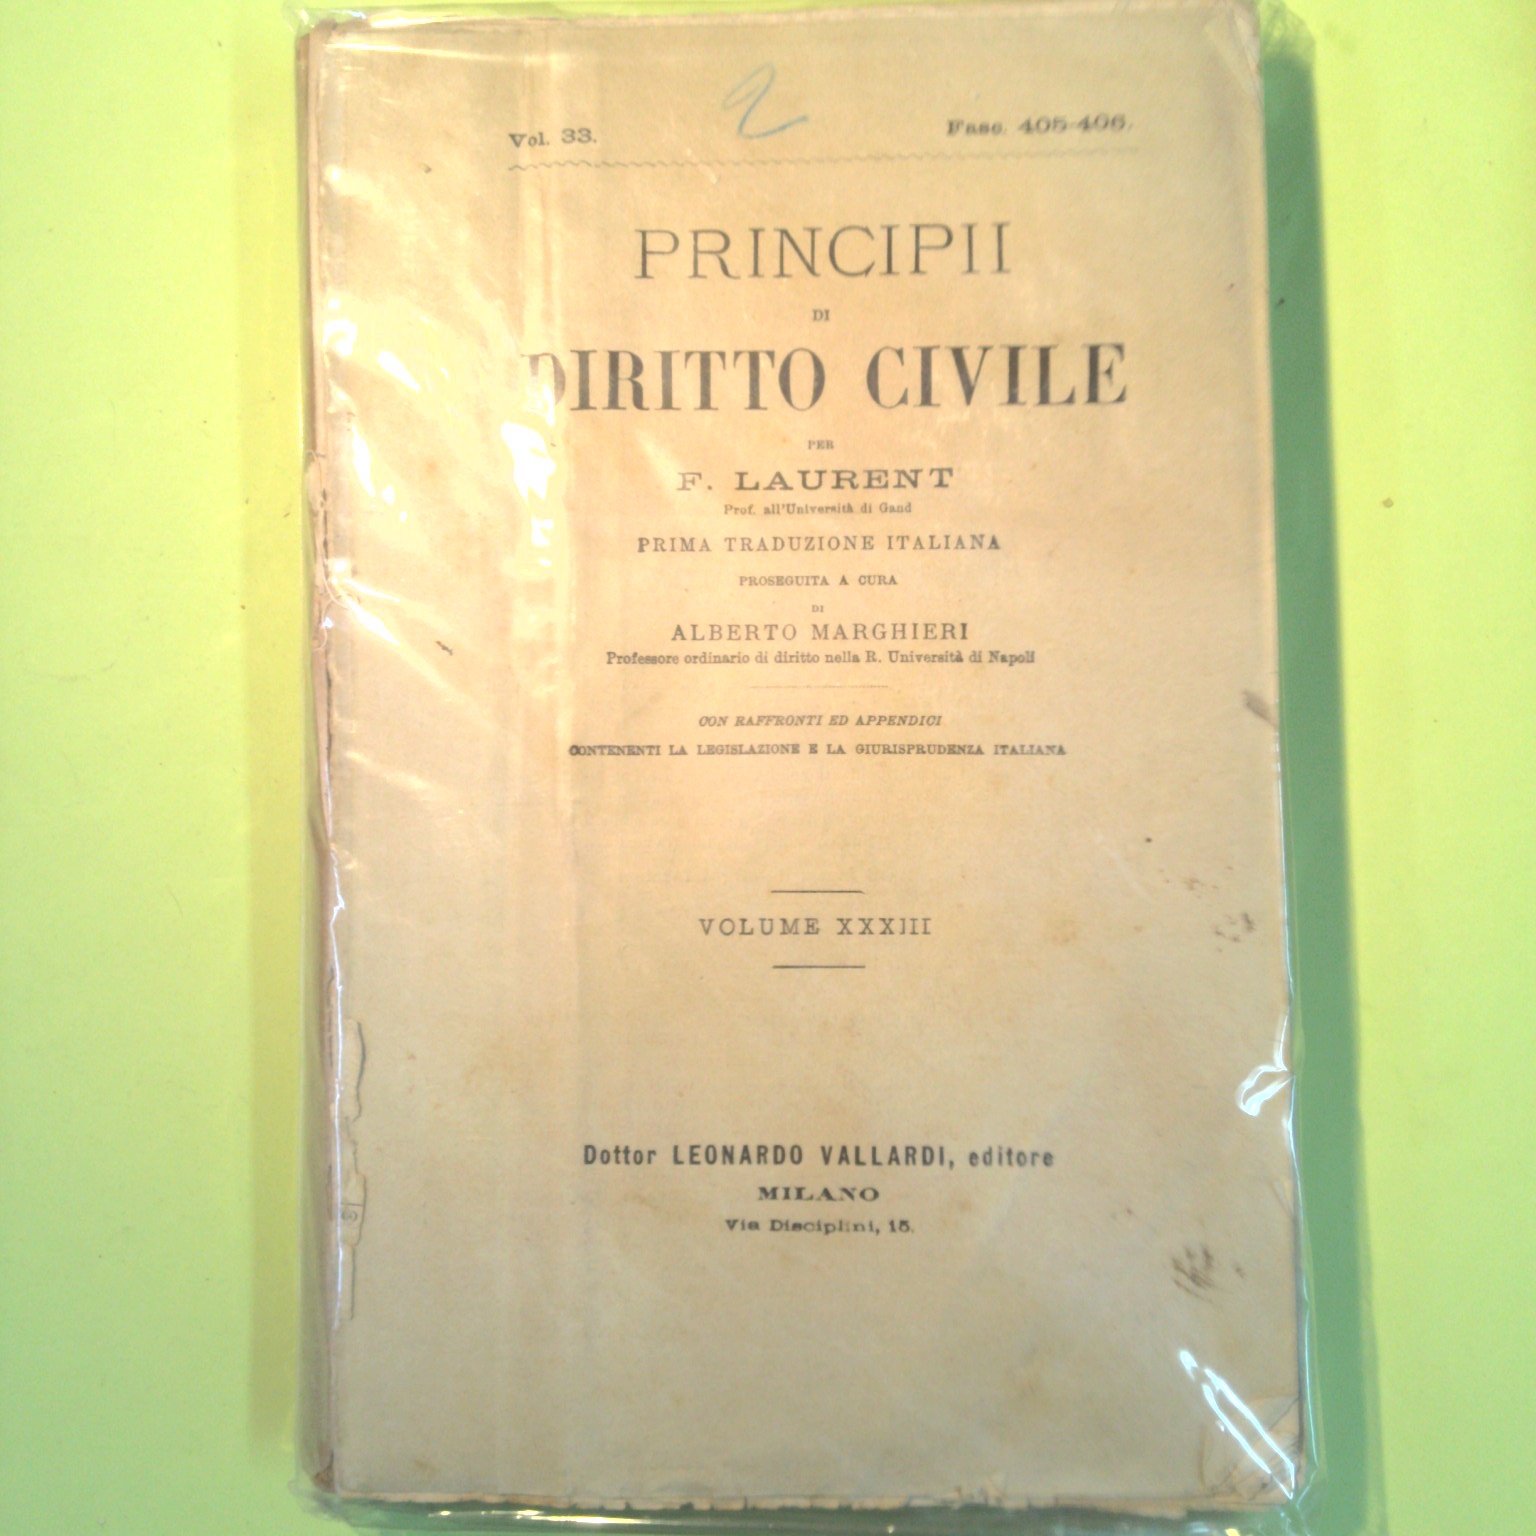 2
Vol. 33. Fasc. 405-406.
PRINCIPII
DI
DIRITTO CIVILE
PER
F. LAURENT
Prof. all'Università di Gand
PRIMA TRADUZIONE ITALIANA
PROSEGUITA A CURA
DI
ALBERTO MARGHIERI
Professore ordinario di diritto nella R. Università di Napoli
CON RAFFRONTI ED APPENDICI
CONTENENTI LA LEGISLAZIONE E LA GIURISPRUDENZA ITALIANA
VOLUME XXXIII
Dottor LEONARDO VALLARDI, editore
MILANO
Via Disciplini, 15.